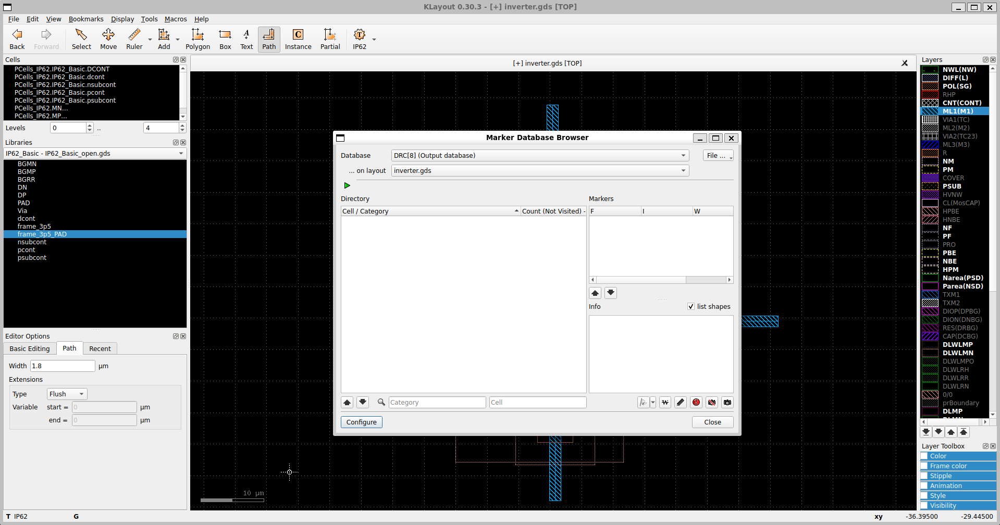 KLayout 0.30.3 - [+] inverter.gds [TOP]
File Edit View Bookmarks Display Tools Macros Help
Back Forward Select Move Ruler Add Polygon Box Text Path Instance Partial IP62
Cells
PCells_IP62.IP62_Basic.DCONT
PCells_IP62.IP62_Basic.dcont
PCells_IP62.IP62_Basic.nsubcont
PCells_IP62.IP62_Basic.pcont
PCells_IP62.IP62_Basic.psubcont
PCells_IP62.MN...
PCells_IP62.MP...
Levels 0 .. 4
Libraries
IP62_Basic - IP62_Basic_open.gds
BGMN
BGMP
BGRR
DN
DP
PAD
Via
dcont
frame_3p5
frame_3p5_PAD
nsubcont
pcont
psubcont
Editor Options
Basic Editing Path Recent
Width 1.8 µm
Extensions
Type Flush
Variable start = 0 µm
end = 0 µm
[+] inverter.gds [TOP]
10 µm
Marker Database Browser
Database DRC[8] (Output database) File ...
... on layout inverter.gds
Directory Markers
Cell / Category Count (Not Visited) - F I W
Info list shapes
Category Cell W
Configure Close
Layers
NWL(NW)
DIFF(L)
POL(SG)
RHP
CNT(CONT)
ML1(M1)
VIA1(TC)
ML2(M2)
VIA2(TC23)
ML3(M3)
R
NM
PM
COVER
PSUB
HVNW
CL(MosCAP)
HPBE
HNBE
NF
PF
PRO
PBE
NBE
HPM
Narea(PSD)
Parea(NSD)
TXM1
TXM2
DIOP(DPBG)
DION(DNBG)
RES(DRBG)
CAP(DCBG)
DLWLMP
DLWLMN
DLWLMPO
DLWLRH
DLWLRR
DLWLRN
0/0
prBoundary
DLMP
Layer Toolbox
Color
Frame color
Stipple
Animation
Style
Visibility
T IP62 G xy -36.39500 -29.44500